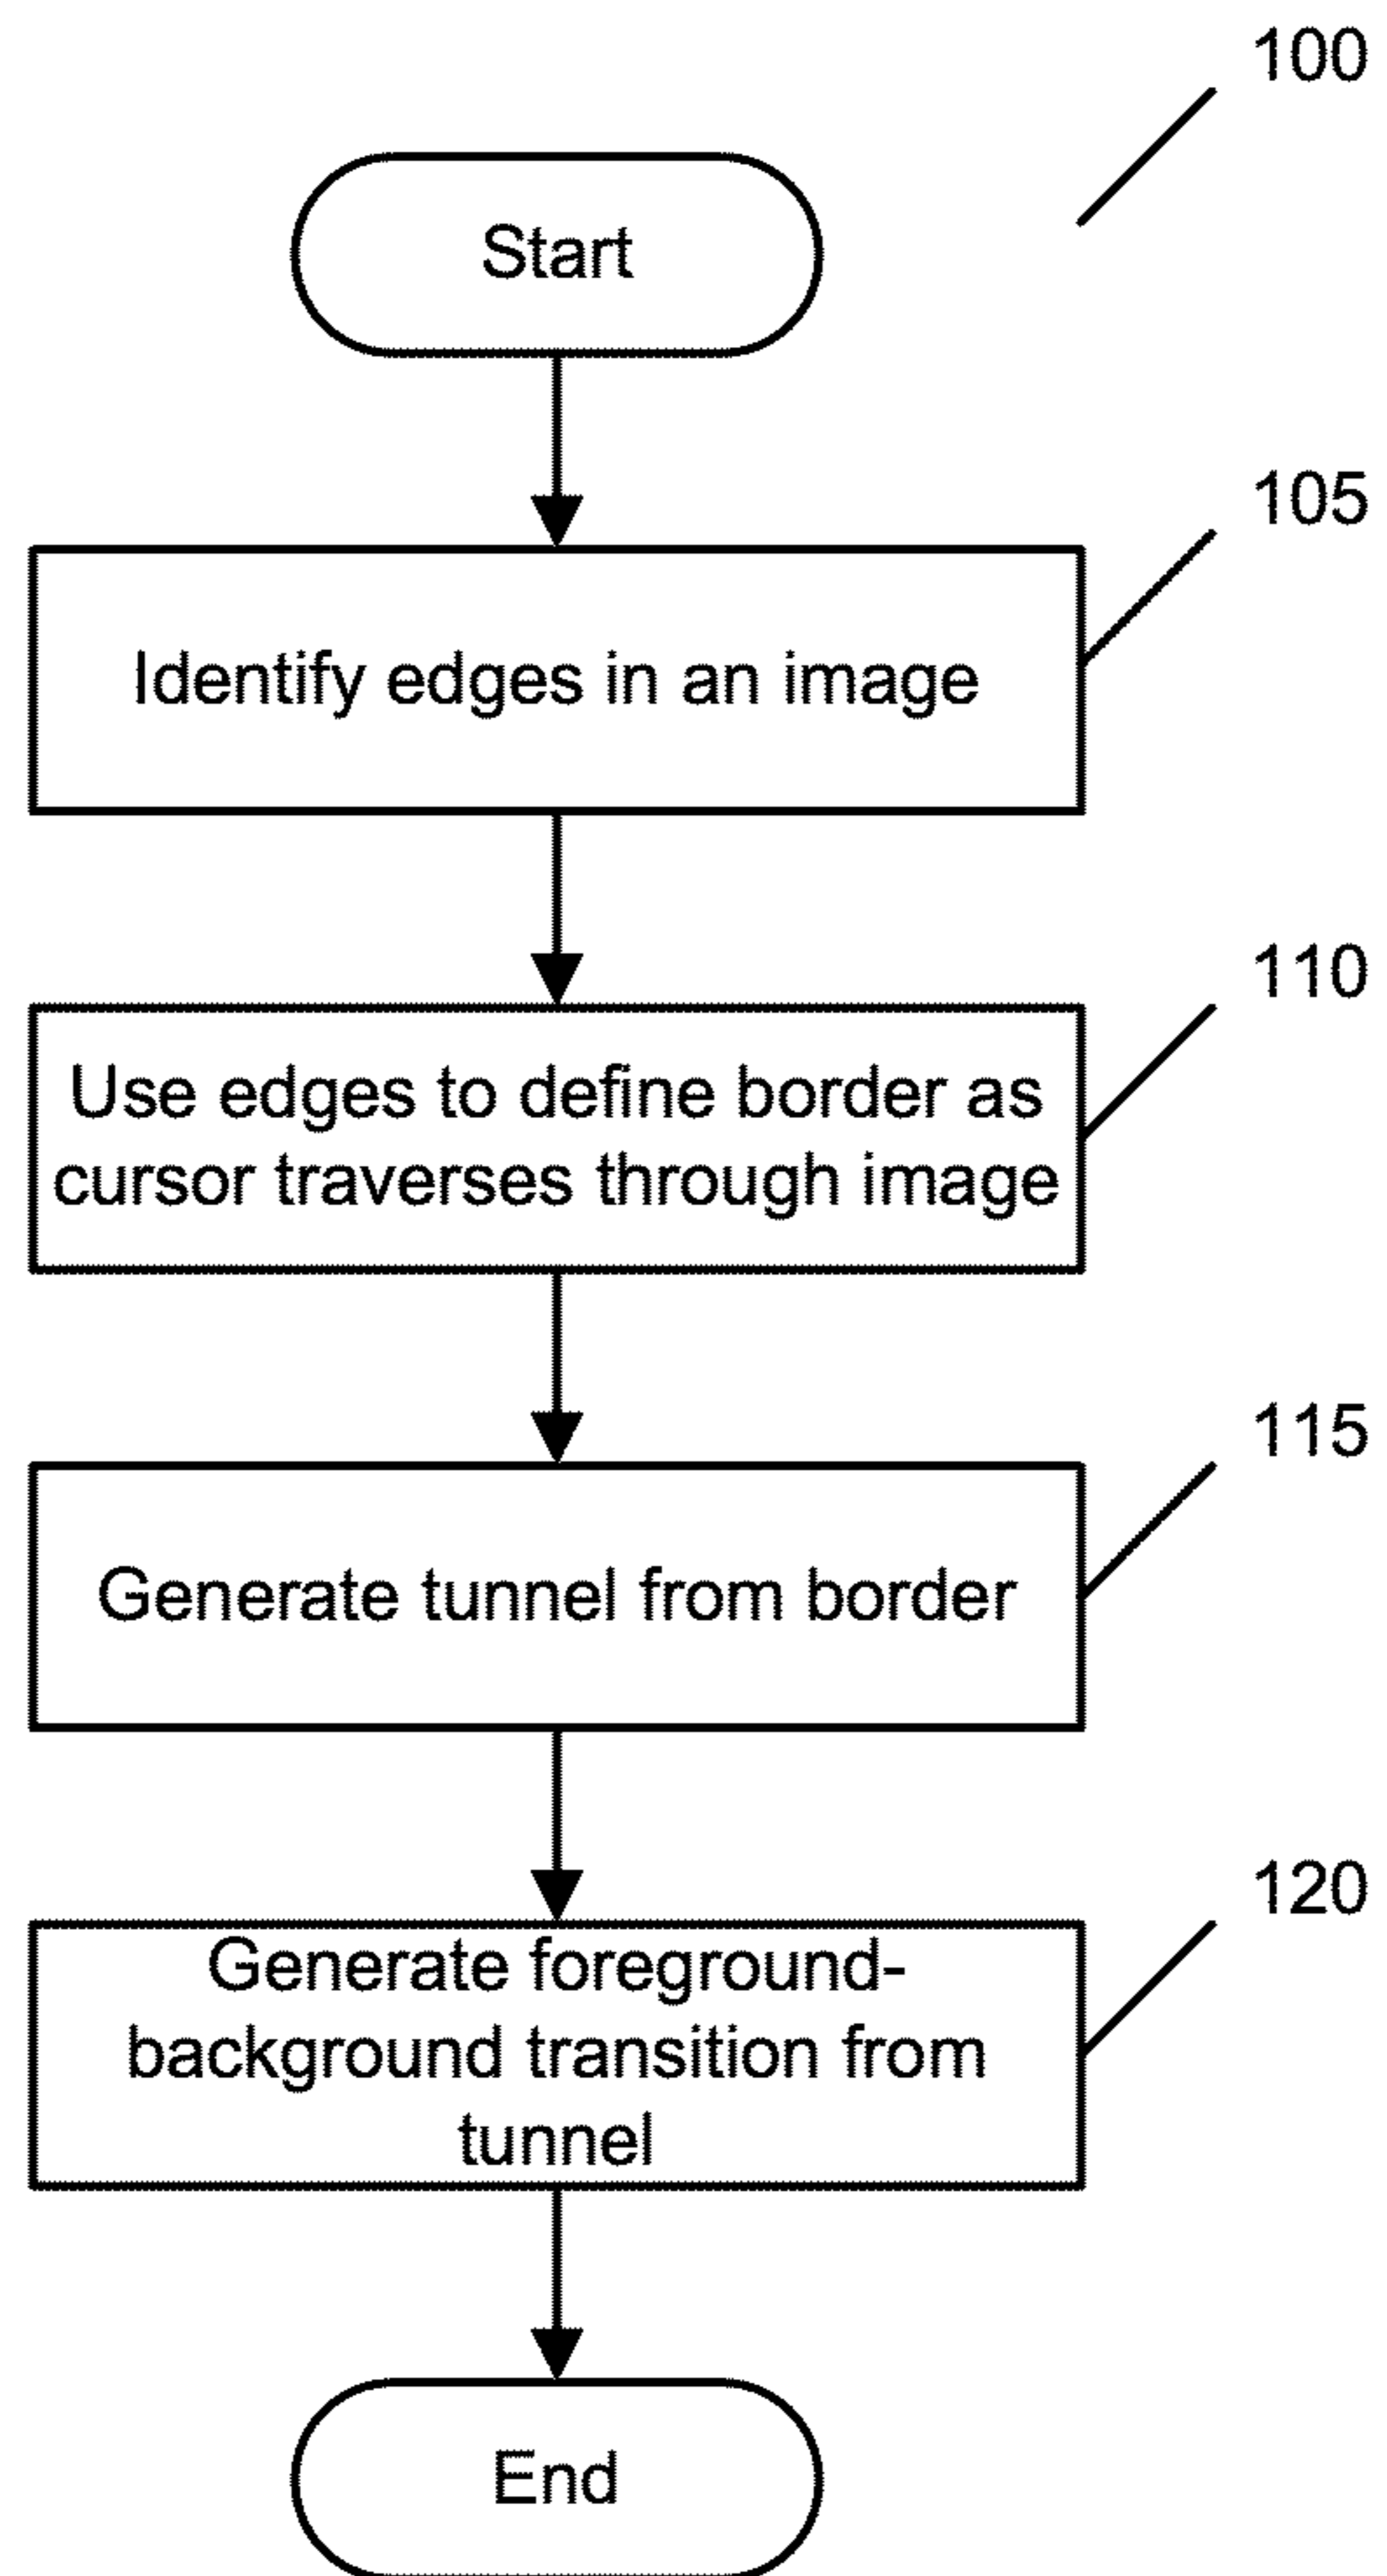 100
Start
105
Identify edges in an image
110
Use edges to define border as
cursor traverses through image
115
Generate tunnel from border
120
Generate foreground-
background transition from
tunnel
End